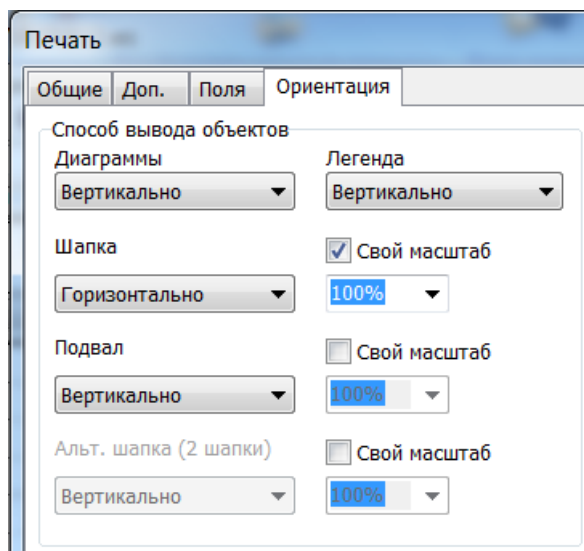 Печать
Общие Доп. Поля Ориентация
Способ вывода объектов
Диаграммы Легенда
Вертикально Вертикально
Шапка Свой масштаб
Горизонтально 100%
Подвал Свой масштаб
Вертикально 100%
Альт. шапка (2 шапки) Свой масштаб
Вертикально 100%